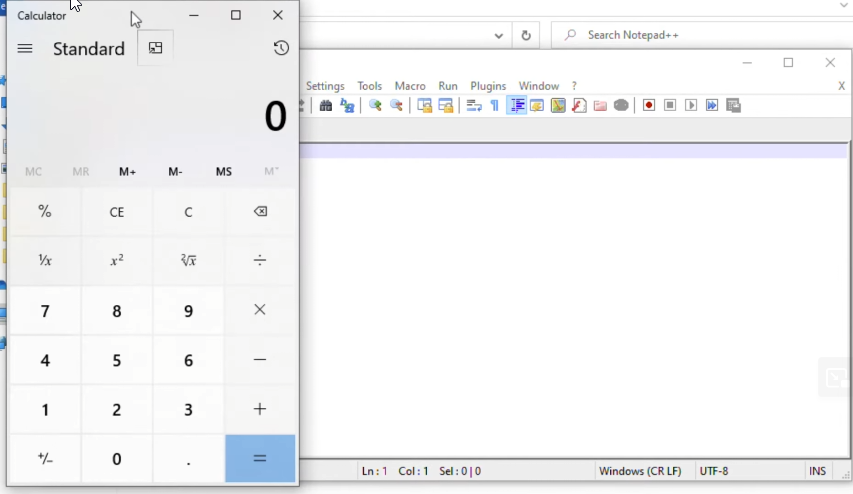 Calculator
Standard
Search Notepad++
Settings Tools Macro Run Plugins Window ? X
0
MC MR M+ M- MS M˅
% CE C
¹/x x² ²√x ÷
7 8 9 ×
4 5 6 −
1 2 3 +
+/− 0 . =
Ln : 1 Col : 1 Sel : 0 | 0 Windows (CR LF) UTF-8 INS